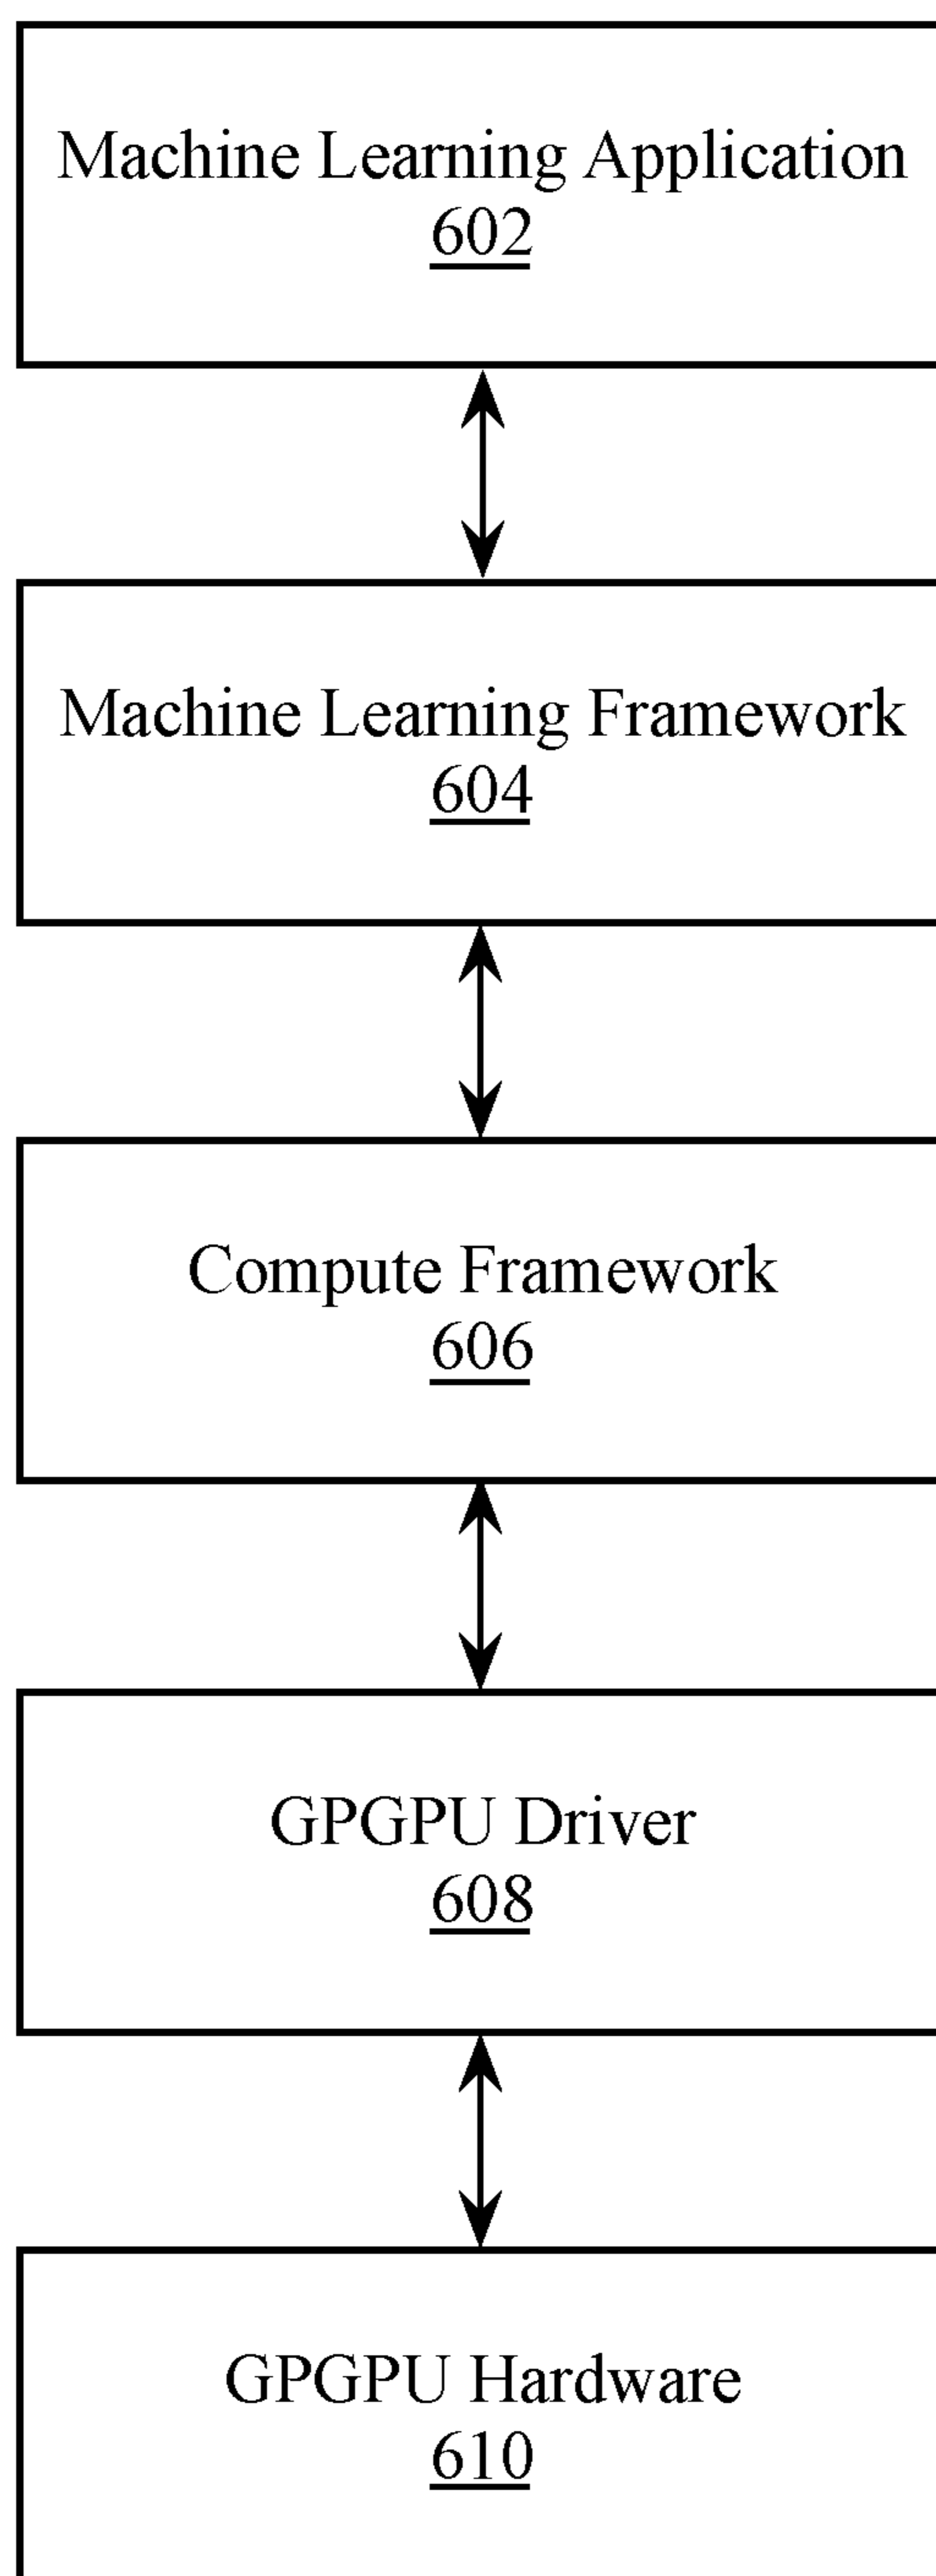 Machine Learning Application
602
Machine Learning Framework
604
Compute Framework
606
GPGPU Driver
608
GPGPU Hardware
610